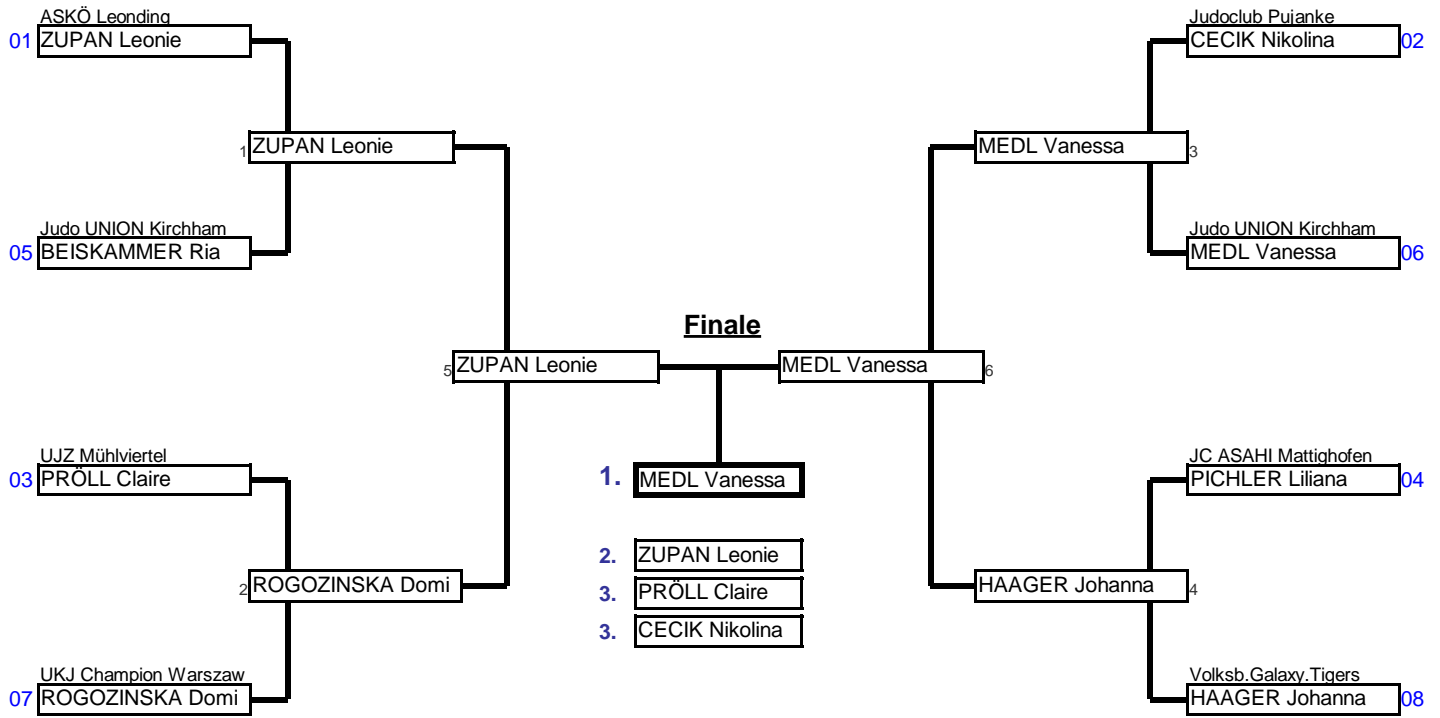 ASKÖ Leonding
01 ZUPAN Leonie
Judoclub Pujanke
CECIK Nikolina 02
1 ZUPAN Leonie
MEDL Vanessa 3
Judo UNION Kirchham
05 BEISKAMMER Ria
Judo UNION Kirchham
MEDL Vanessa 06
Finale
5 ZUPAN Leonie
MEDL Vanessa 6
UJZ Mühlviertel
03 PRÖLL Claire
1. MEDL Vanessa
JC ASAHI Mattighofen
PICHLER Liliana 04
2. ZUPAN Leonie
3. PRÖLL Claire
3. CECIK Nikolina
2 ROGOZINSKA Domi
HAAGER Johanna 4
UKJ Champion Warszaw
07 ROGOZINSKA Domi
Volksb.Galaxy.Tigers
HAAGER Johanna 08